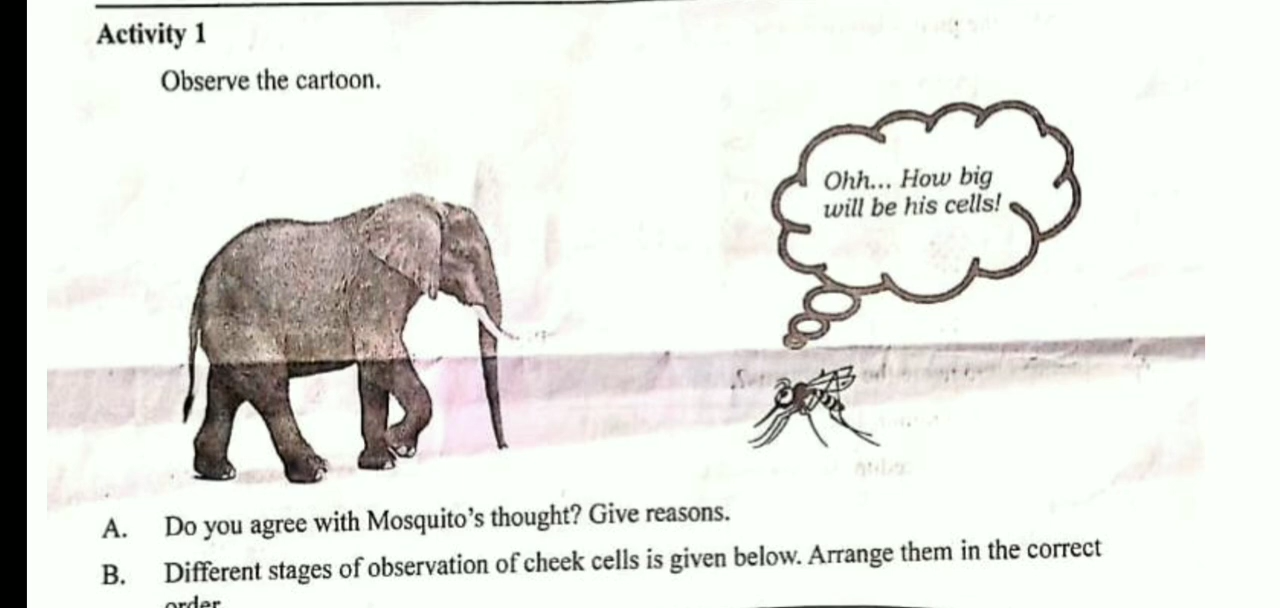 Activity 1
Observe the cartoon.
Ohh... How big
will be his cells!
A. Do you agree with Mosquito's thought? Give reasons.
B. Different stages of observation of cheek cells is given below. Arrange them in the correct
order